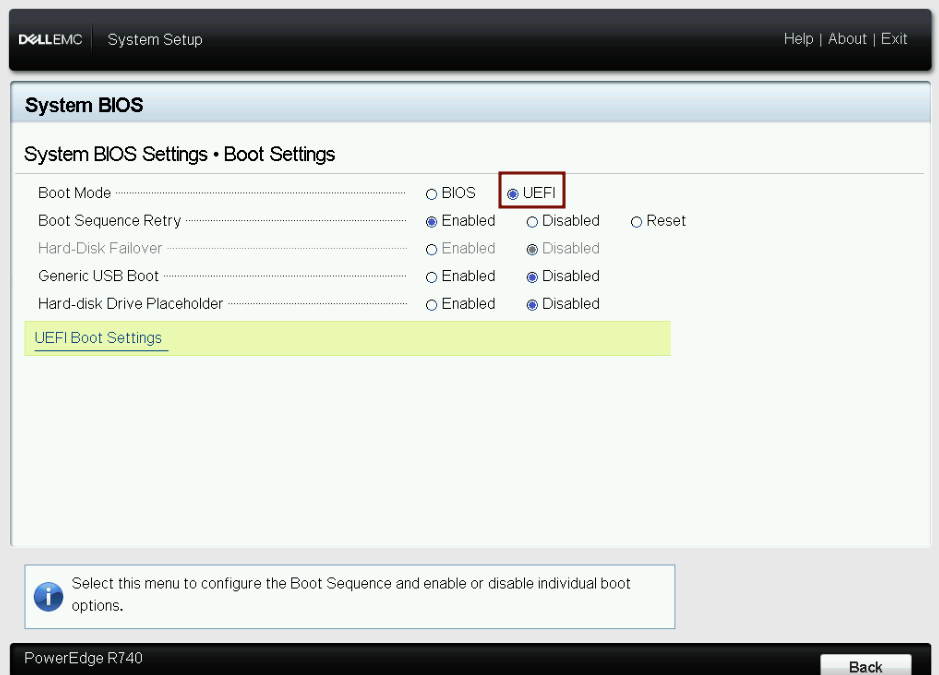 DELLEMC System Setup Help | About | Exit
System BIOS
System BIOS Settings • Boot Settings
Boot Mode BIOS UEFI
Boot Sequence Retry Enabled Disabled Reset
Hard-Disk Failover Enabled Disabled
Generic USB Boot Enabled Disabled
Hard-disk Drive Placeholder Enabled Disabled
UEFI Boot Settings
Select this menu to configure the Boot Sequence and enable or disable individual boot
options.
PowerEdge R740
Back